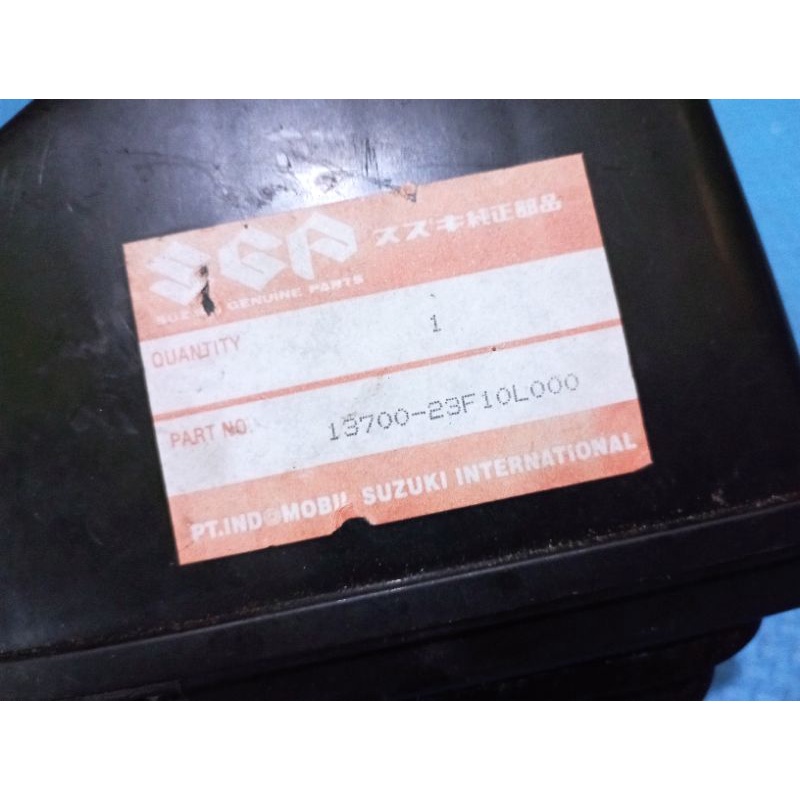 SGP スズキ純正部品
SUZUKI GENUINE PARTS
QUANTITY 1
PART NO. 13700-23F10L000
PT.INDOMOBIL SUZUKI INTERNATIONAL